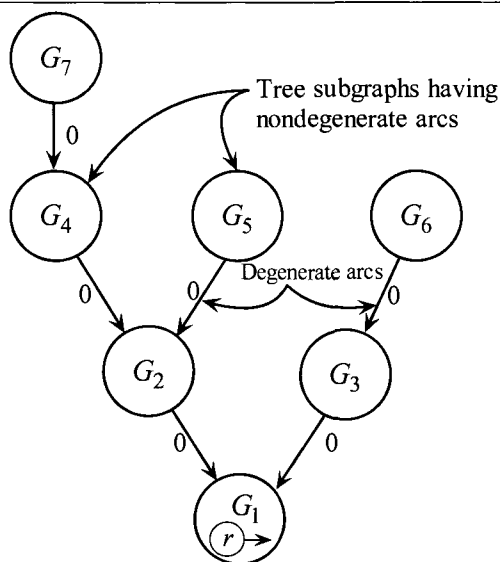 G7
Tree subgraphs having
nondegenerate arcs
0
G4
G5
G6
Degenerate arcs
0
0
0
G2
G3
0
0
G1
r